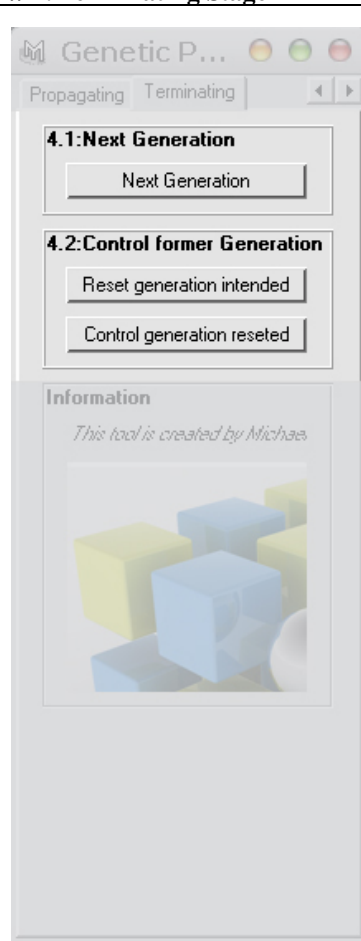 Genetic P...
Propagating Terminating
4.1:Next Generation
Next Generation
4.2:Control former Generation
Reset generation intended
Control generation reseted
Information
This tool is created by Michae